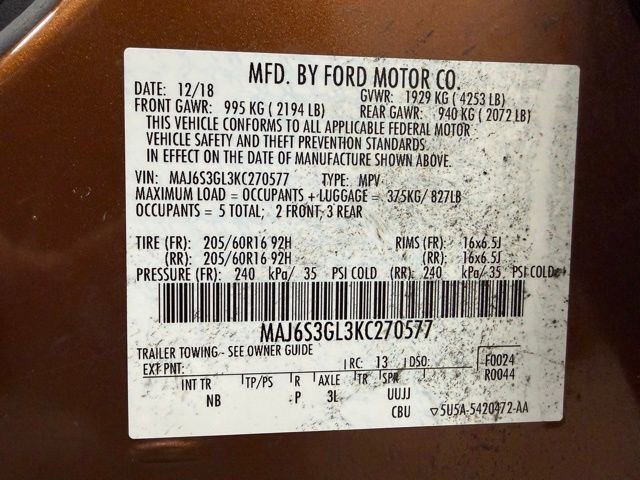 MFD. BY FORD MOTOR CO.
DATE: 12/18 GVWR: 1929 KG ( 4253 LB)
FRONT GAWR: 995 KG ( 2194 LB) REAR GAWR: 940 KG ( 2072 LB)
THIS VEHICLE CONFORMS TO ALL APPLICABLE FEDERAL MOTOR
VEHICLE SAFETY AND THEFT PREVENTION STANDARDS
IN EFFECT ON THE DATE OF MANUFACTURE SHOWN ABOVE.
VIN: MAJ6S3GL3KC270577 TYPE: MPV
MAXIMUM LOAD = OCCUPANTS + LUGGAGE = 375KG/ 827LB
OCCUPANTS = 5 TOTAL; 2 FRONT, 3 REAR
TIRE (FR): 205/60R16 92H RIMS (FR): 16x6.5J
(RR): 205/60R16 92H (RR): 16x6.5J
PRESSURE (FR): 240 kPa/ 35 PSI COLD (RR): 240 kPa/ 35 PSI COLD
MAJ6S3GL3KC270577
TRAILER TOWING - SEE OWNER GUIDE
EXT PNT: RC: 13 DSO: F0024
R0044
INT TR TP/PS R AXLE TR SPR
NB P 3L UUJJ
CBU ▽5U5A-5420472-AA